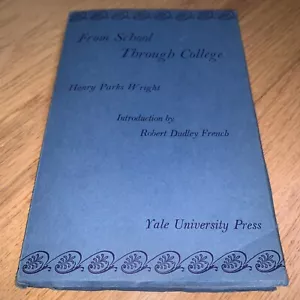 From School
Through College
Henry Parks Wright
Introduction by
Robert Dudley French
Yale University Press